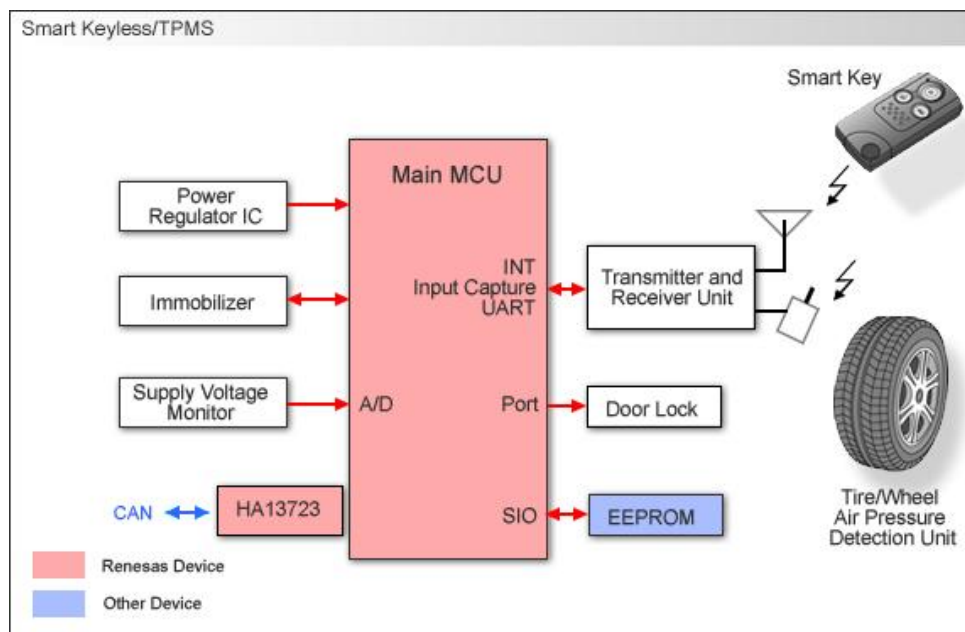 Smart Keyless/TPMS
Smart Key
Main MCU
Power
Regulator IC
INT
Input Capture
UART
Transmitter and
Receiver Unit
Immobilizer
Supply Voltage
Monitor
A/D
Port
Door Lock
CAN
HA13723
SIO
EEPROM
Tire/Wheel
Air Pressure
Detection Unit
Renesas Device
Other Device